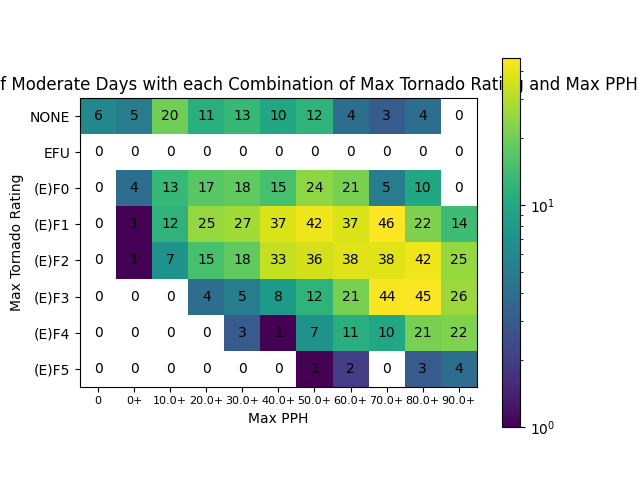 f Moderate Days with each Combination of Max Tornado Rating and Max PPH
NONE 6 5 20 11 13 10 12 4 3 4 0
EFU 0 0 0 0 0 0 0 0 0 0 0
(E)F0 0 4 13 17 18 15 24 21 5 10 0
(E)F1 0 1 12 25 27 37 42 37 46 22 14
(E)F2 0 1 7 15 18 33 36 38 38 42 25
(E)F3 0 0 0 4 5 8 12 21 44 45 26
(E)F4 0 0 0 0 3 1 7 11 10 21 22
(E)F5 0 0 0 0 0 0 1 2 0 3 4
0 0+ 10.0+ 20.0+ 30.0+ 40.0+ 50.0+ 60.0+ 70.0+ 80.0+ 90.0+
Max PPH
Max Tornado Rating
10¹
10⁰